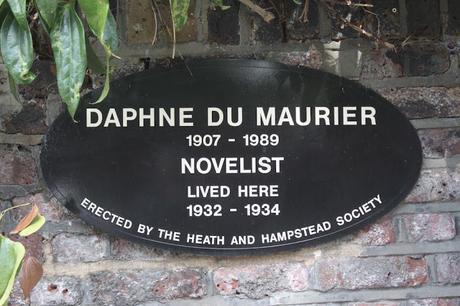 DAPHNE DU MAURIER
1907 - 1989
NOVELIST
LIVED HERE
1932 - 1934
ERECTED BY THE HEATH AND HAMPSTEAD SOCIETY